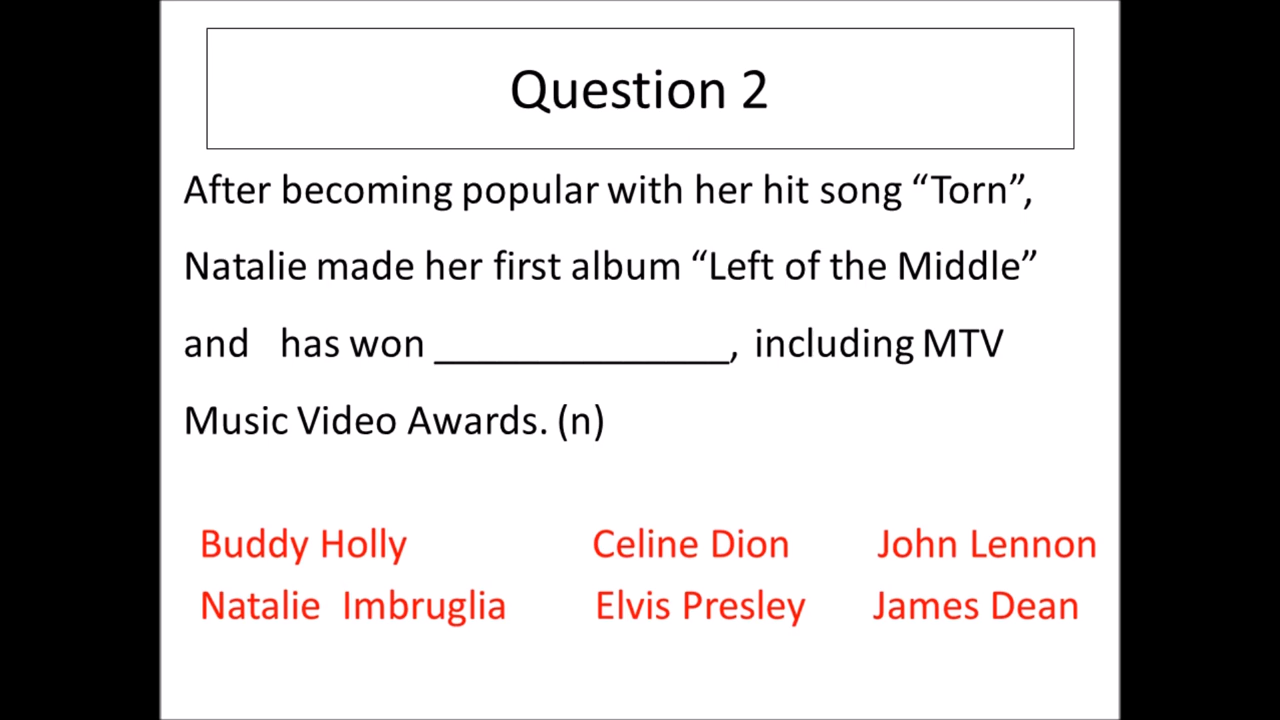 Question 2
After becoming popular with her hit song “Torn”,
Natalie made her first album “Left of the Middle”
and has won ______________, including MTV
Music Video Awards. (n)
Buddy Holly Celine Dion John Lennon
Natalie Imbruglia Elvis Presley James Dean